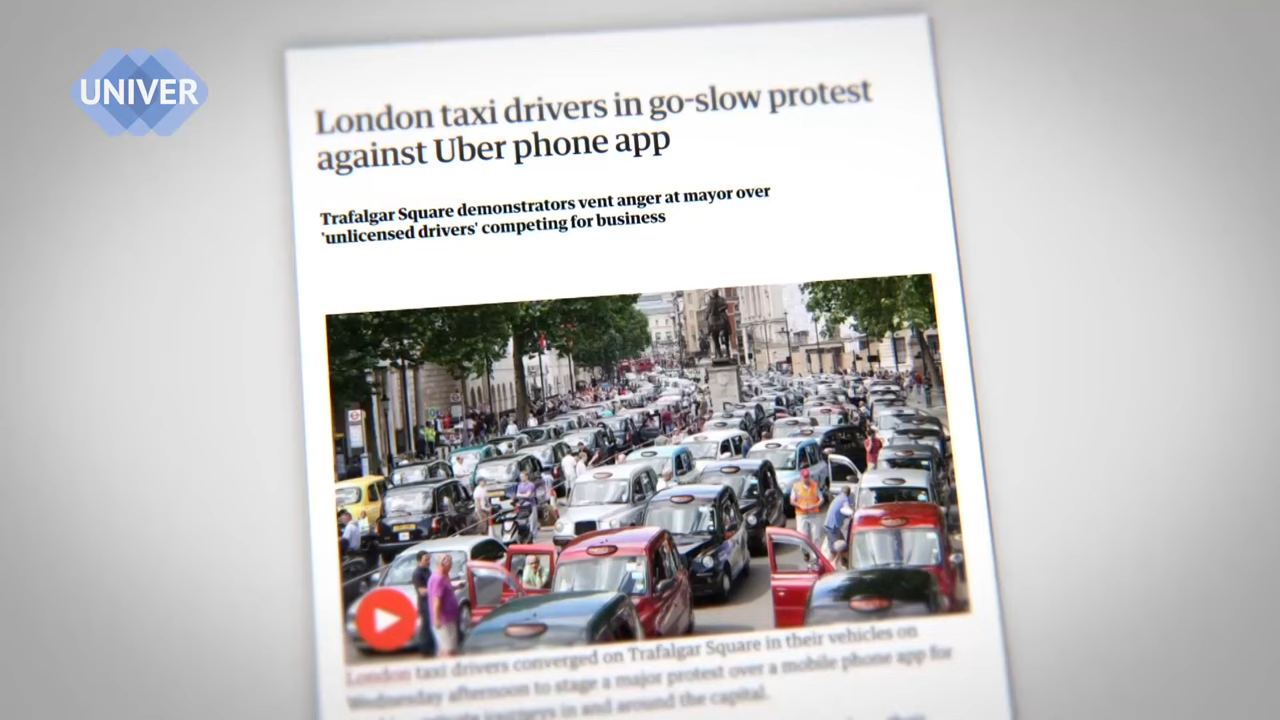 UNIVER
London taxi drivers in go-slow protest
against Uber phone app
Trafalgar Square demonstrators vent anger at mayor over
'unlicensed drivers' competing for business
London taxi drivers converged on Trafalgar Square in their vehicles on
Wednesday afternoon to stage a major protest over a mobile phone app for
journeys in and around the capital.